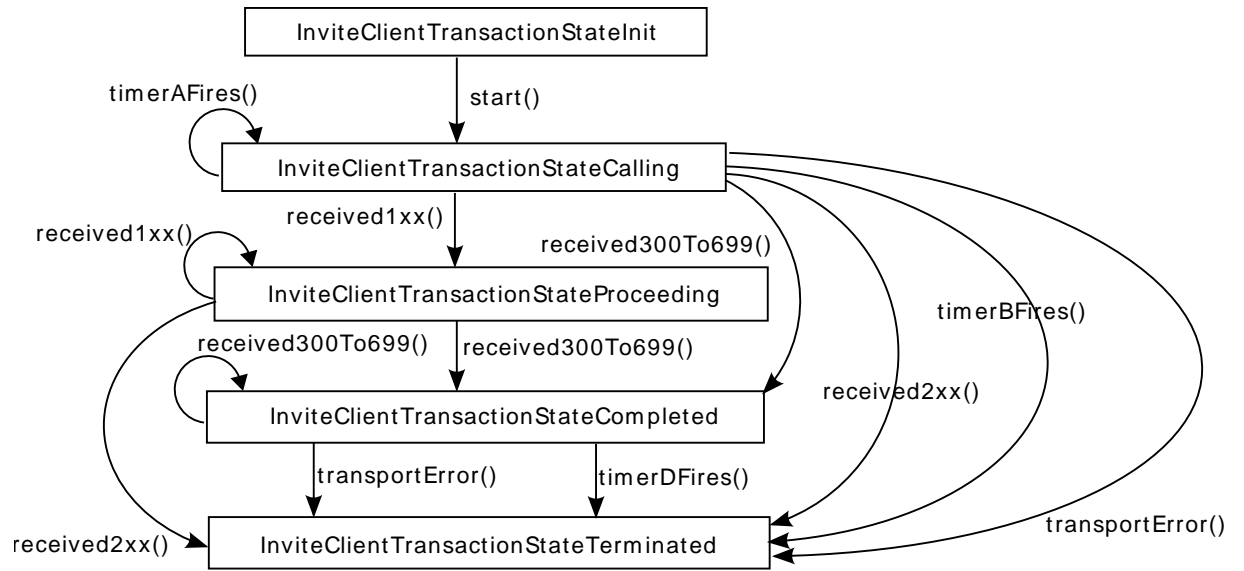 InviteClientTransactionStateInit
timerAFires()
start()
InviteClientTransactionStateCalling
received1xx()
received1xx()
received300To699()
InviteClientTransactionStateProceeding
timerBFires()
received300To699()
received300To699()
received2xx()
InviteClientTransactionStateCompleted
transportError()
timerDFires()
transportError()
received2xx()
InviteClientTransactionStateTerminated